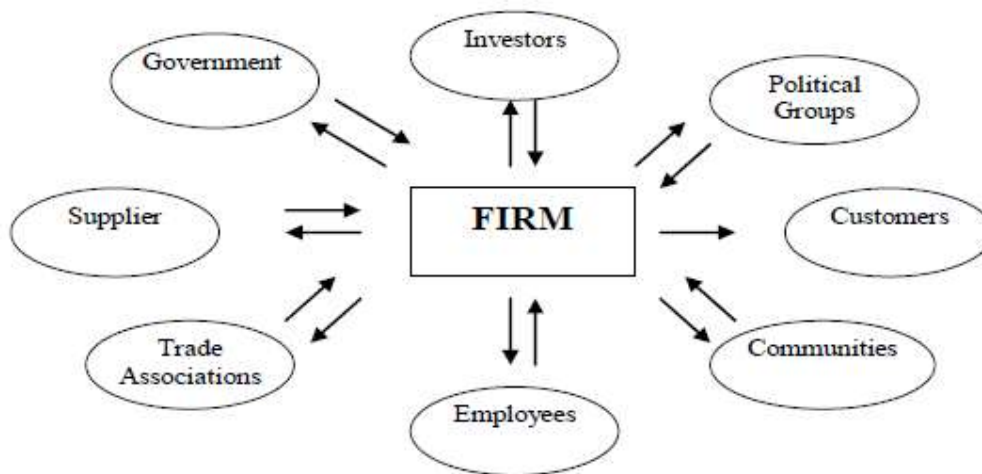 Investors
Government
Political
Groups
Supplier
FIRM
Customers
Trade
Associations
Communities
Employees